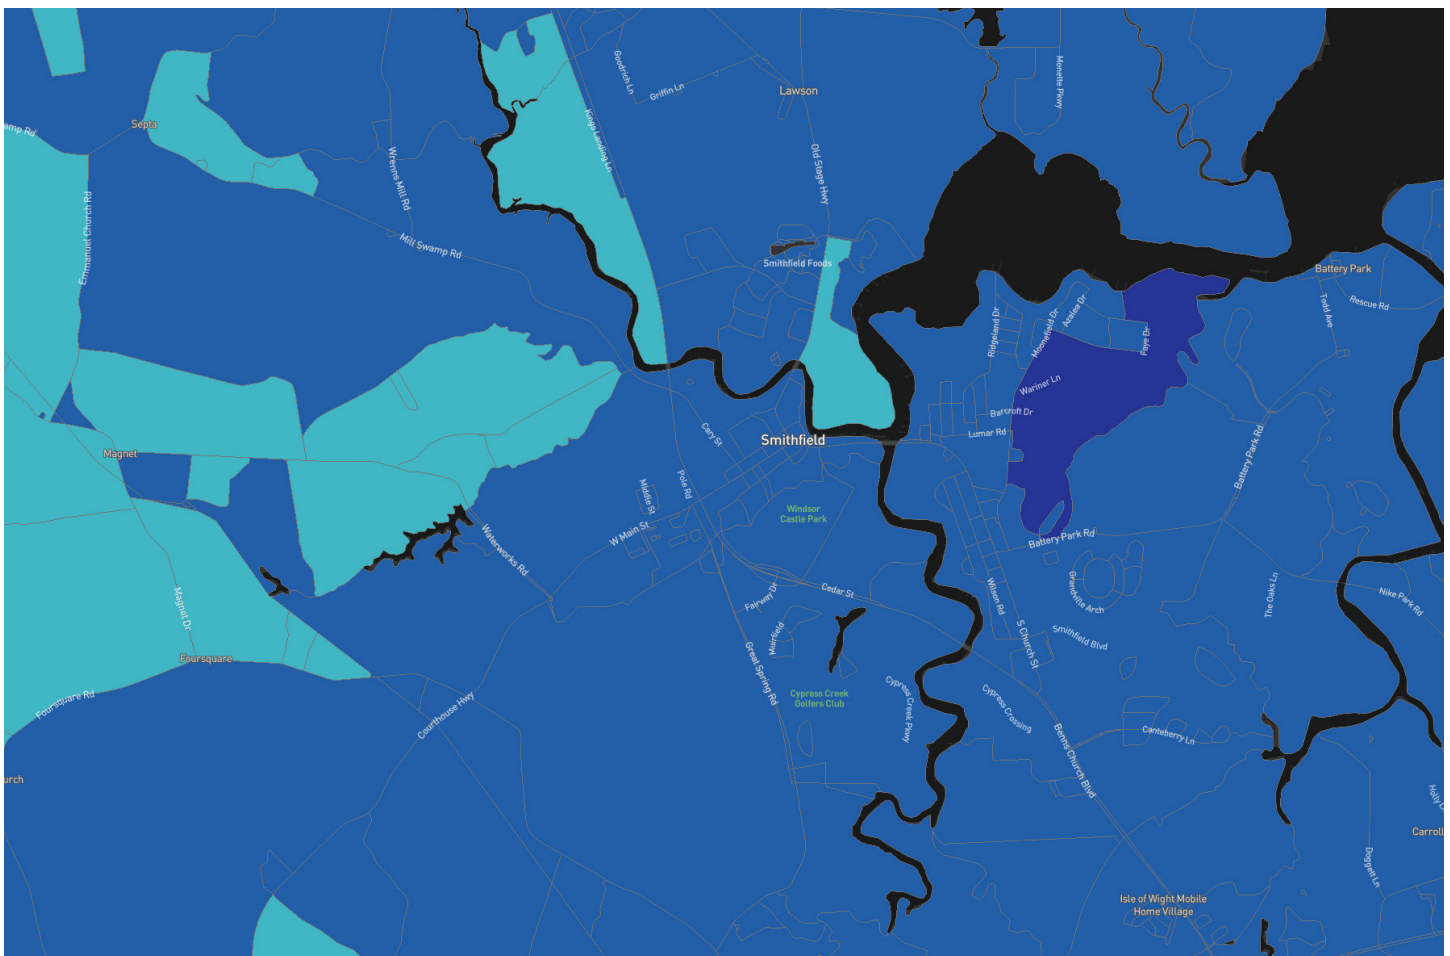 Goodrich Ln
Griffin Ln
Lawson
Monette Pkwy
Septa
amp Rd
Kings Landing Ln
Wrenns Mill Rd
Old Stage Hwy
Emmanuel Church Rd
Mill Swamp Rd
Smithfield Foods
Battery Park
Rescue Rd
Todd Ave
Azalea Dr
Ridgeland Dr
Moonefield Dr
Faye Dr
Wariner Ln
Barcroft Dr
Lumar Rd
Smithfield
Cary St
Magnet
Battery Park Rd
Pole Rd
Middle St
Windsor
Castle Park
W Main St
Waterworks Rd
Battery Park Rd
Grandville Arch
The Oaks Ln
Nike Park Rd
Wilson Rd
Cedar St
Fairway Dr
Magnet Dr
Muirfield
S Church St
Smithfield Blvd
Foursquare
Great Spring Rd
Foursquare Rd
Cypress Creek
Golfers Club
Cypress Creek Pkwy
Cypress Crossing
Courthouse Hwy
Canteberry Ln
Benns Church Blvd
urch
Carroll
Doggett Ln
Isle of Wight Mobile
Home Village